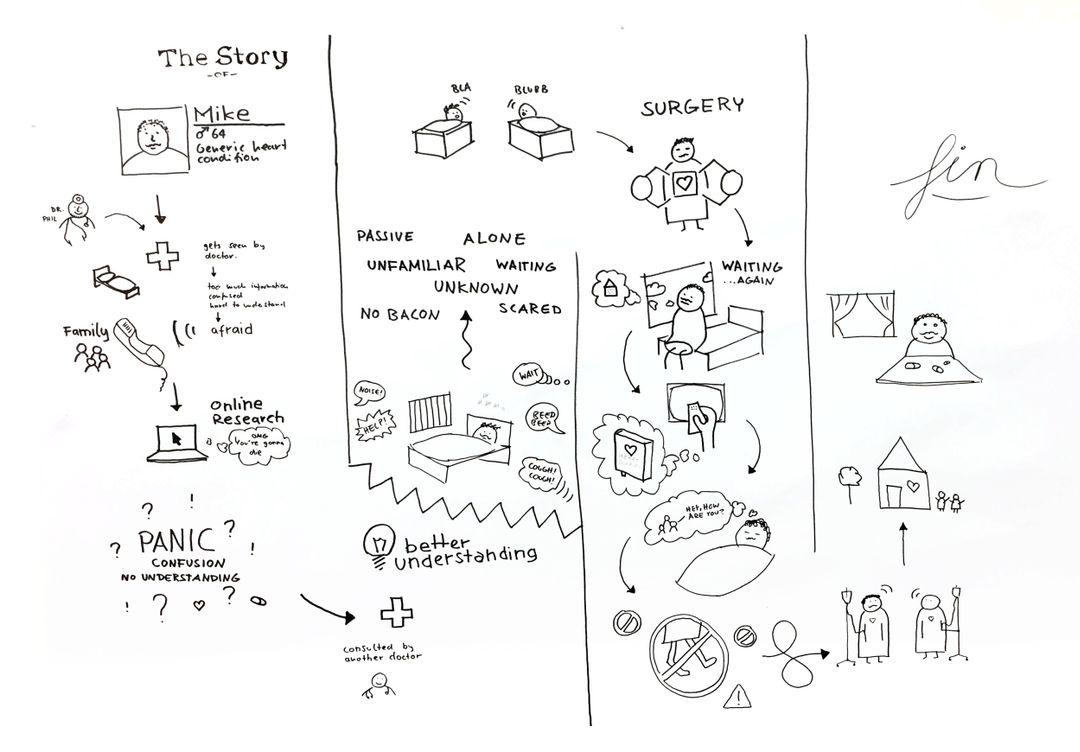 The Story
-OF-
Mike
♂ 64
Generic heart
condition
DR.
PHIL
gets seen by
doctor.
too much information
confused
hard to understand
afraid
Family
Online
Research
OMG
You're gonna
die
? ! ?
? PANIC !
CONFUSION
NO UNDERSTANDING
! ? ?
better
understanding
consulted by
another doctor
BLA
BLURB
PASSIVE
ALONE
UNFAMILIAR
WAITING
UNKNOWN
NO BACON
SCARED
NOISE!
HELP!
WAIT
BEEP
BEEP
COUGH!
COUGH!
SURGERY
WAITING
...AGAIN
HEY, HOW
ARE YOU?
!
fin